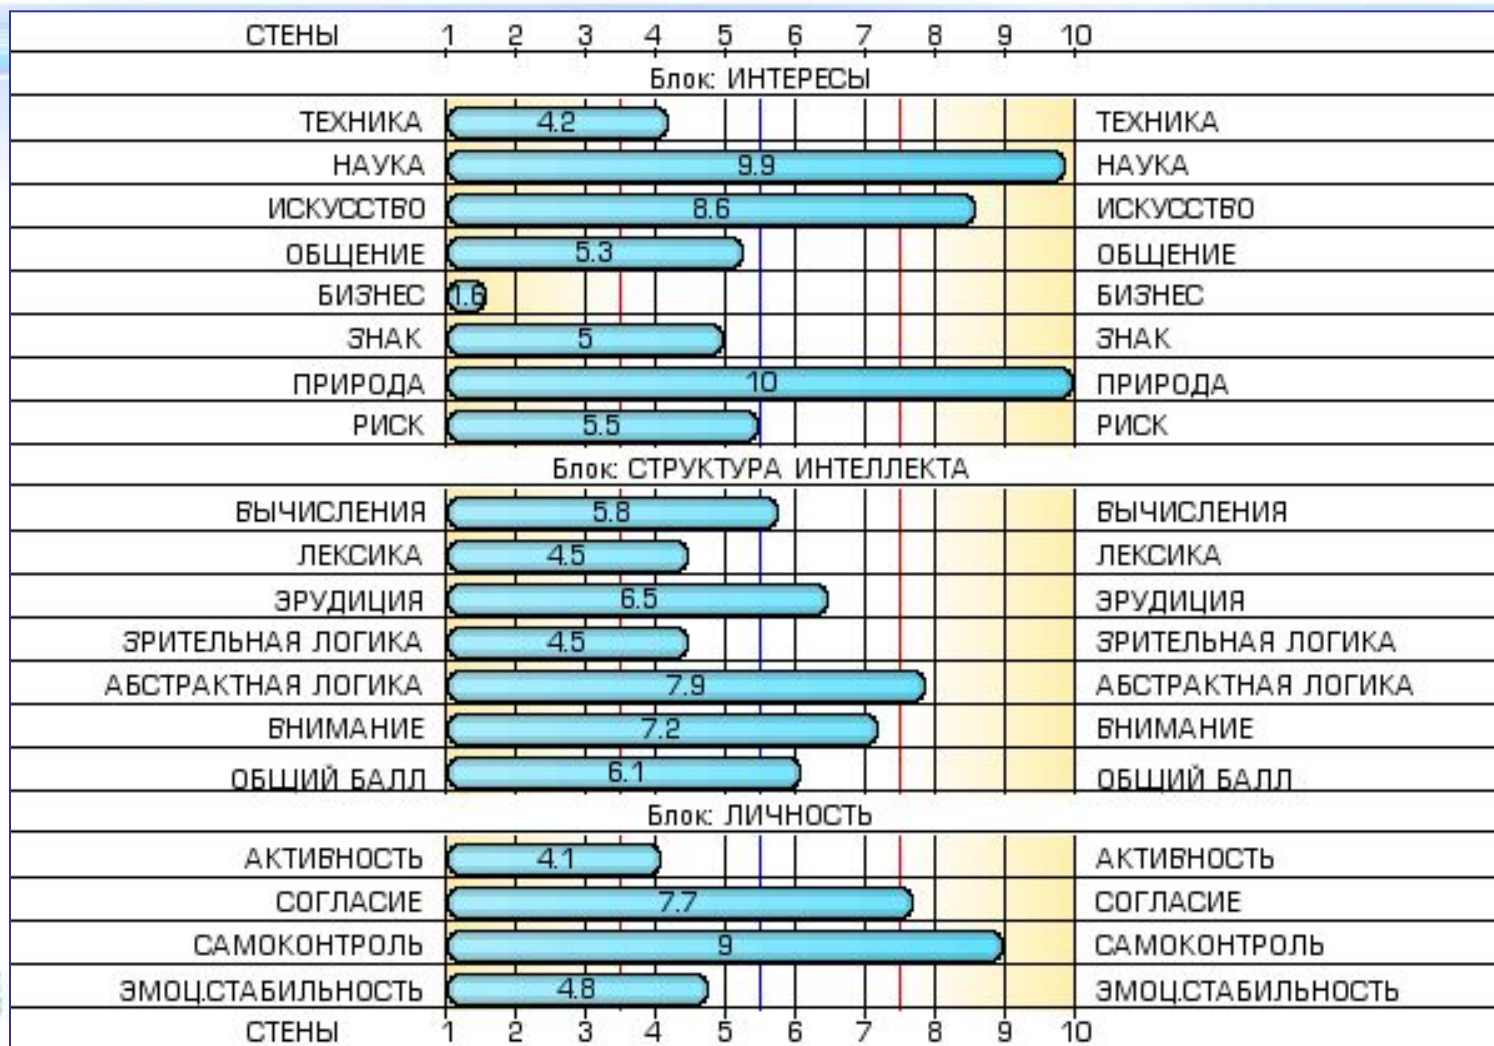 СТЕНЫ 1 2 3 4 5 6 7 8 9 10
Блок: ИНТЕРЕСЫ
ТЕХНИКА 4.2 ТЕХНИКА
НАУКА 9.9 НАУКА
ИСКУССТВО 8.6 ИСКУССТВО
ОБЩЕНИЕ 5.3 ОБЩЕНИЕ
БИЗНЕС 1.6 БИЗНЕС
ЗНАК 5 ЗНАК
ПРИРОДА 10 ПРИРОДА
РИСК 5.5 РИСК
Блок: СТРУКТУРА ИНТЕЛЛЕКТА
ВЫЧИСЛЕНИЯ 5.8 ВЫЧИСЛЕНИЯ
ЛЕКСИКА 4.5 ЛЕКСИКА
ЭРУДИЦИЯ 6.5 ЭРУДИЦИЯ
ЗРИТЕЛЬНАЯ ЛОГИКА 4.5 ЗРИТЕЛЬНАЯ ЛОГИКА
АБСТРАКТНАЯ ЛОГИКА 7.9 АБСТРАКТНАЯ ЛОГИКА
ВНИМАНИЕ 7.2 ВНИМАНИЕ
ОБЩИЙ БАЛЛ 6.1 ОБЩИЙ БАЛЛ
Блок: ЛИЧНОСТЬ
АКТИВНОСТЬ 4.1 АКТИВНОСТЬ
СОГЛАСИЕ 7.7 СОГЛАСИЕ
САМОКОНТРОЛЬ 9 САМОКОНТРОЛЬ
ЭМОЦ.СТАБИЛЬНОСТЬ 4.8 ЭМОЦ.СТАБИЛЬНОСТЬ
СТЕНЫ 1 2 3 4 5 6 7 8 9 10